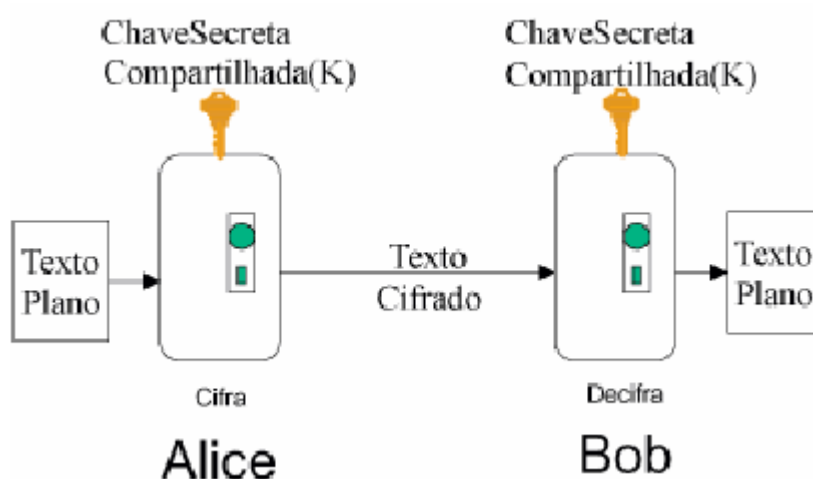 ChaveSecreta
Compartilhada(K)
ChaveSecreta
Compartilhada(K)
Texto
Plano
Texto
Cifrado
Texto
Plano
Cifra
Decifra
Alice
Bob